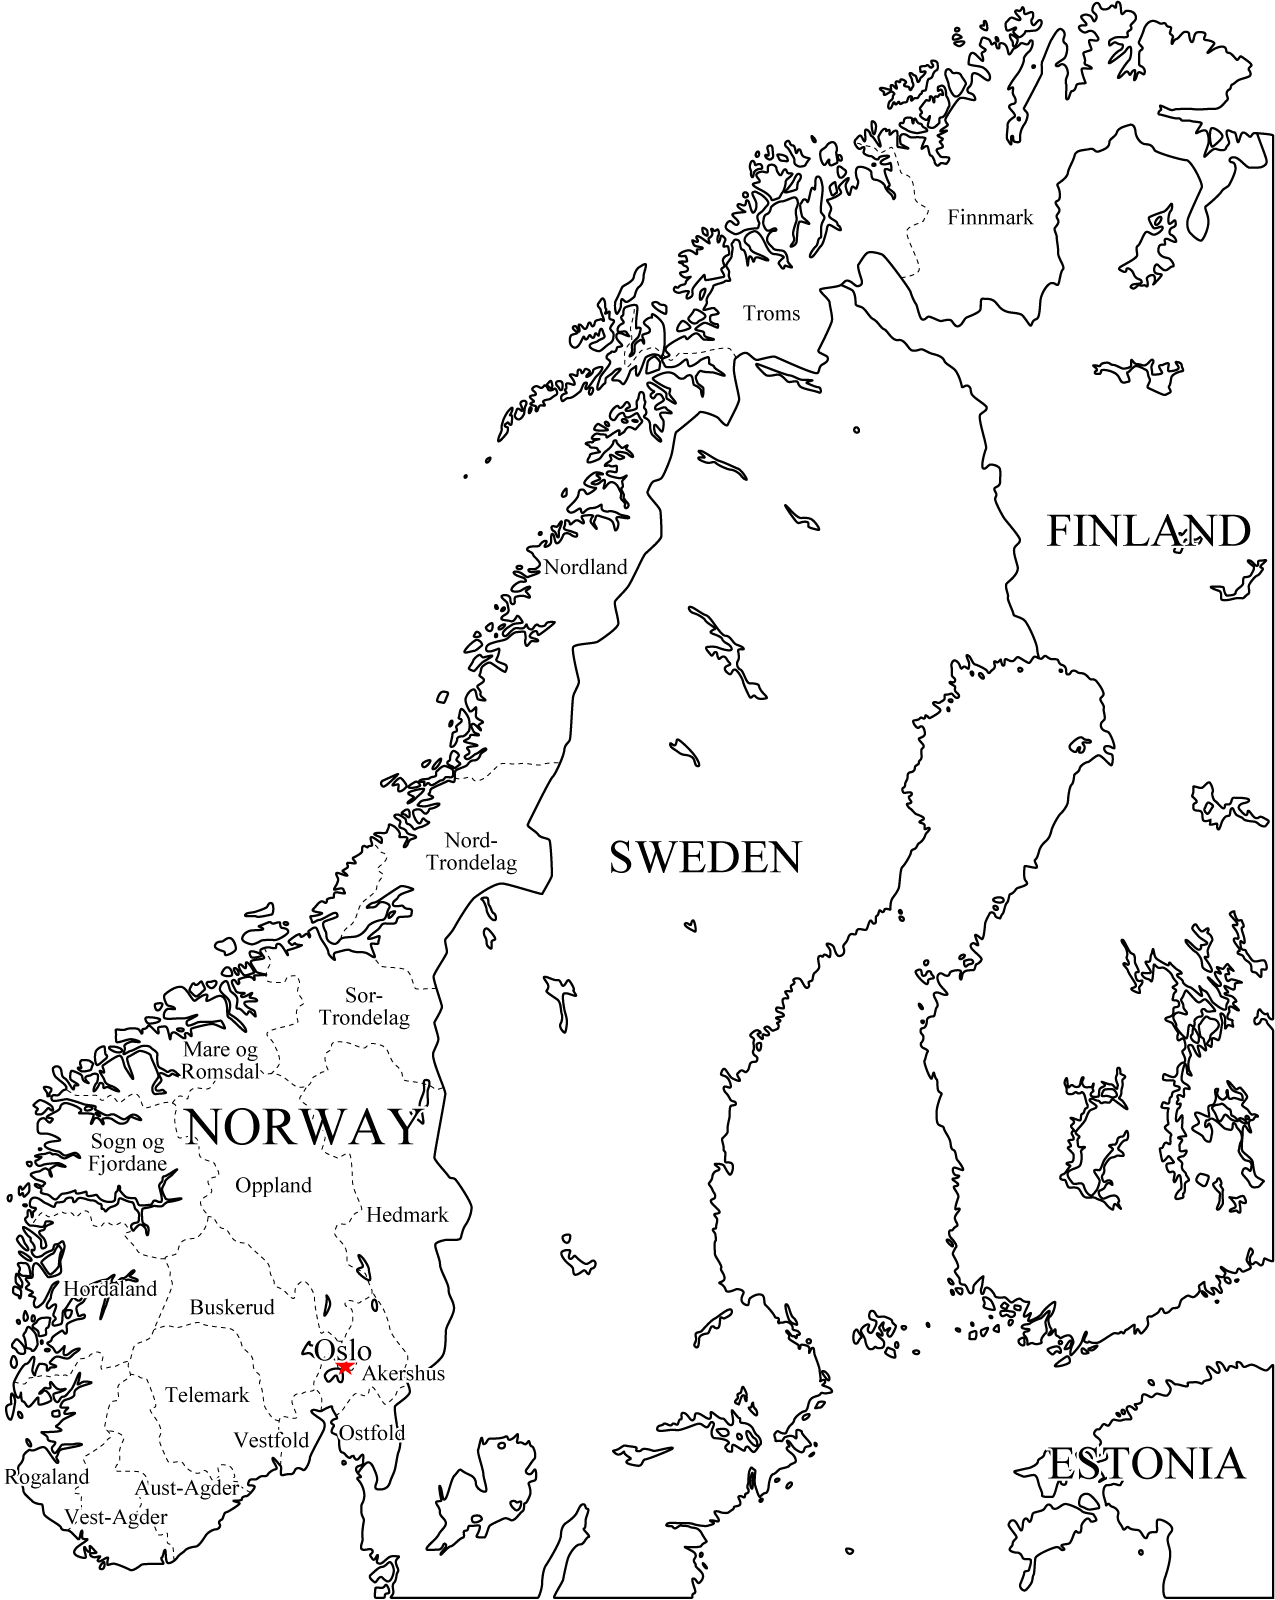 Finnmark
Troms
FINLAND
Nordland
Nord-
Trondelag
SWEDEN
Sor-
Trondelag
Mare og
Romsdal
NORWAY
Sogn og
Fjordane
Oppland
Hedmark
Hordaland
Buskerud
Oslo
Akershus
Telemark
Vestfold
Ostfold
ESTONIA
Rogaland
Aust-Agder
Vest-Agder